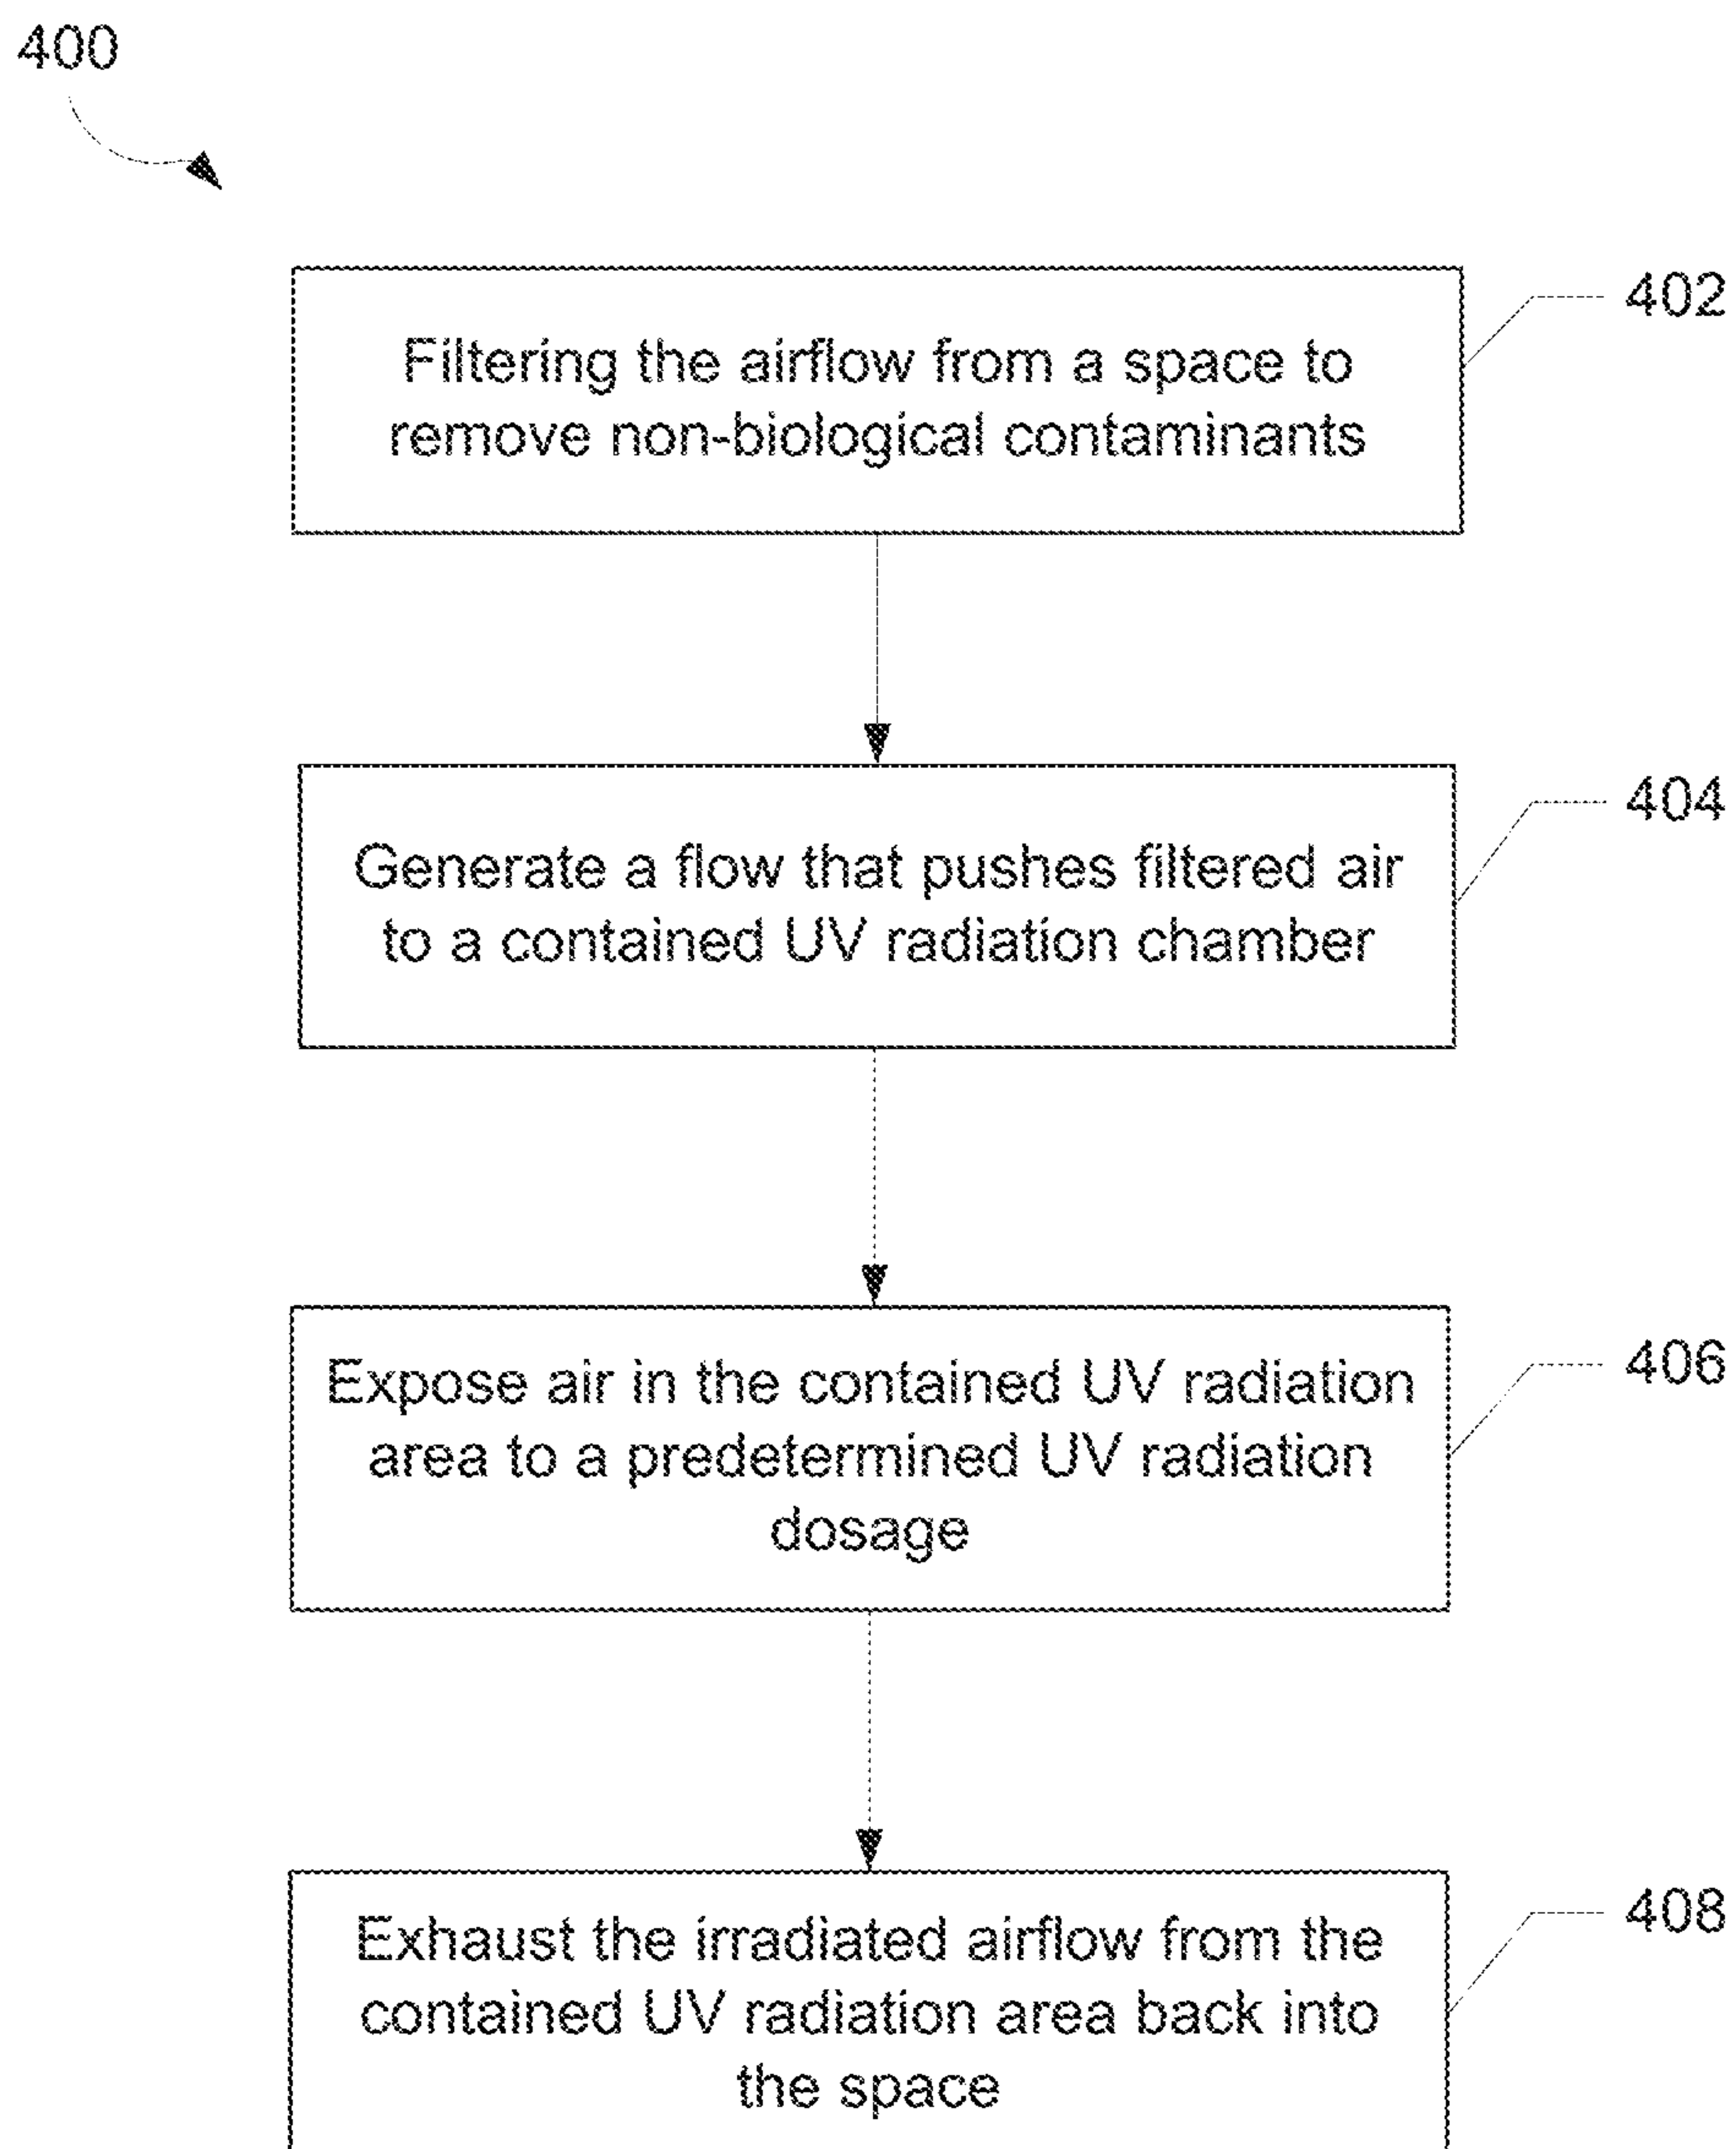 400
402
Filtering the airflow from a space to
remove non-biological contaminants
404
Generate a flow that pushes filtered air
to a contained UV radiation chamber
406
Expose air in the contained UV radiation
area to a predetermined UV radiation
dosage
408
Exhaust the irradiated airflow from the
contained UV radiation area back into
the space